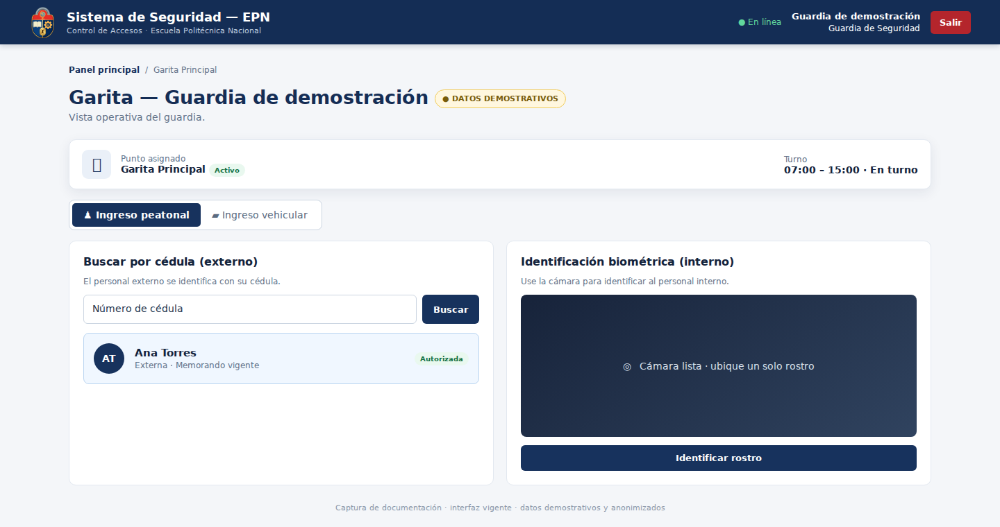 Sistema de Seguridad — EPN
Control de Accesos · Escuela Politécnica Nacional
● En línea
Guardia de demostración
Guardia de Seguridad
Salir
Panel principal / Garita Principal
Garita — Guardia de demostración
● DATOS DEMOSTRATIVOS
Vista operativa del guardia.
Punto asignado
Garita Principal Activo
Turno
07:00 – 15:00 · En turno
♟ Ingreso peatonal
▰ Ingreso vehicular
Buscar por cédula (externo)
El personal externo se identifica con su cédula.
Número de cédula
Buscar
AT
Ana Torres
Externa · Memorando vigente
Autorizada
Identificación biométrica (interno)
Use la cámara para identificar al personal interno.
◎ Cámara lista · ubique un solo rostro
Identificar rostro
Captura de documentación · interfaz vigente · datos demostrativos y anonimizados